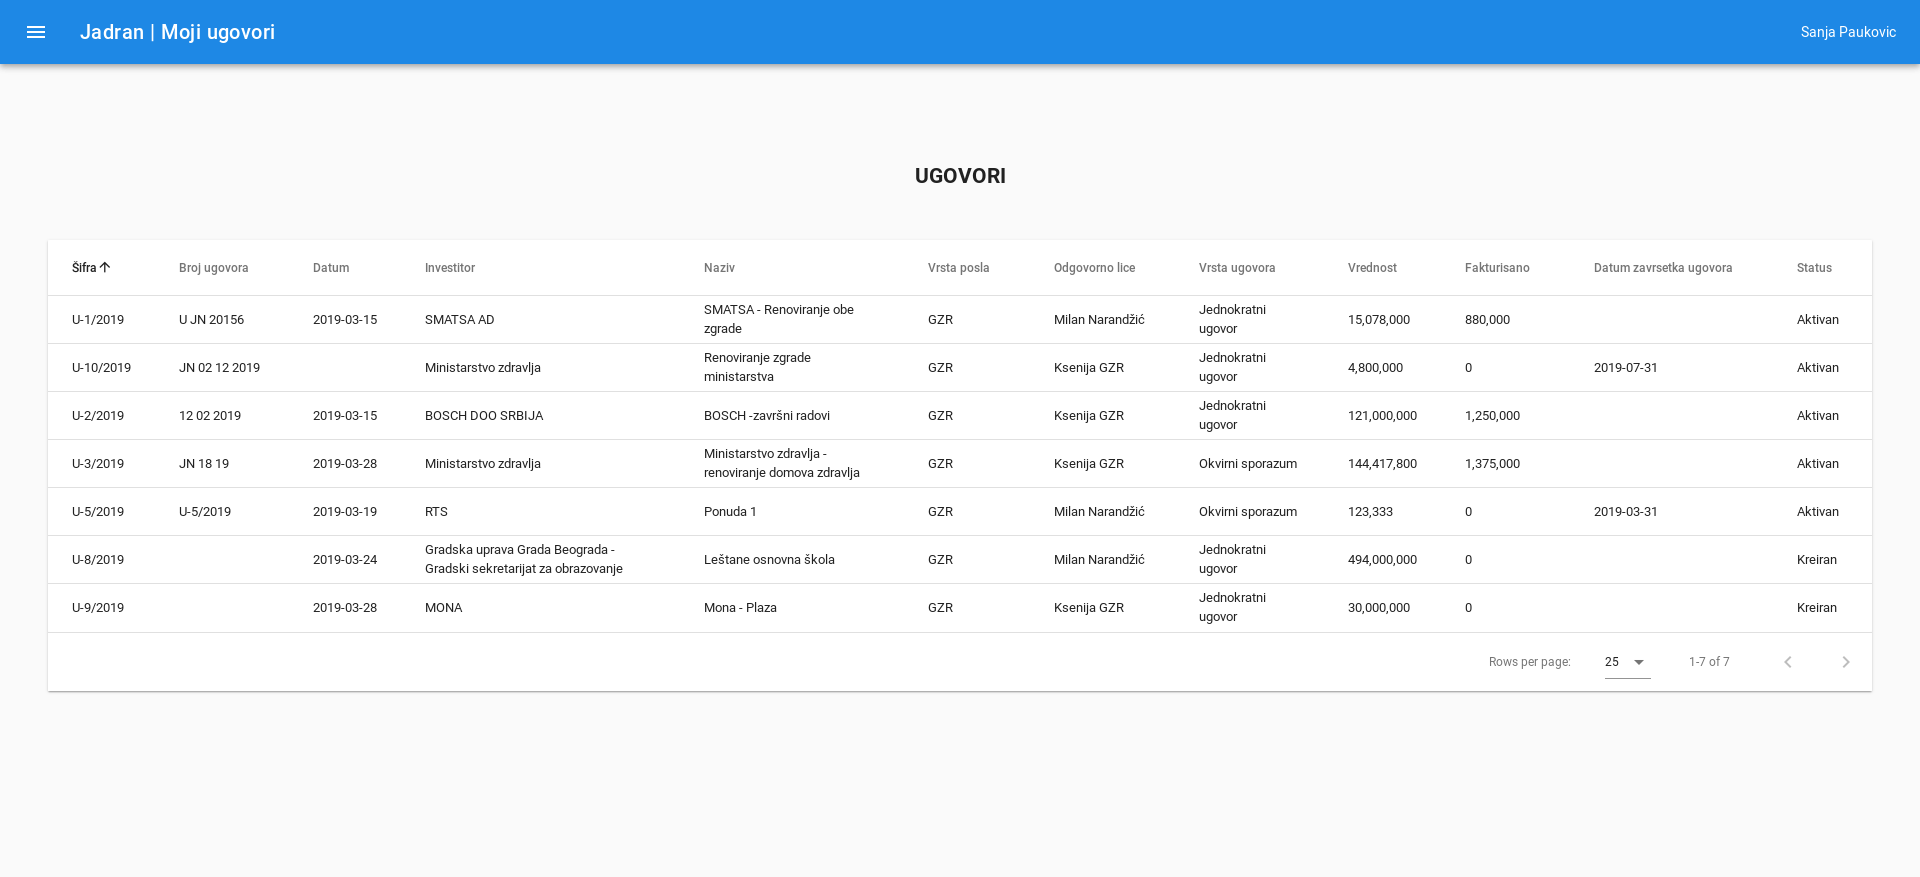 Jadran | Moji ugovori
Sanja Paukovic
UGOVORI
Šifra Broj ugovora Datum Investitor Naziv Vrsta posla Odgovorno lice Vrsta ugovora Vrednost Fakturisano Datum zavrsetka ugovora Status
U-1/2019 U JN 20156 2019-03-15 SMATSA AD SMATSA - Renoviranje obe zgrade GZR Milan Narandžić Jednokratni ugovor 15,078,000 880,000 Aktivan
U-10/2019 JN 02 12 2019 Ministarstvo zdravlja Renoviranje zgrade ministarstva GZR Ksenija GZR Jednokratni ugovor 4,800,000 0 2019-07-31 Aktivan
U-2/2019 12 02 2019 2019-03-15 BOSCH DOO SRBIJA BOSCH -završni radovi GZR Ksenija GZR Jednokratni ugovor 121,000,000 1,250,000 Aktivan
U-3/2019 JN 18 19 2019-03-28 Ministarstvo zdravlja Ministarstvo zdravlja - renoviranje domova zdravlja GZR Ksenija GZR Okvirni sporazum 144,417,800 1,375,000 Aktivan
U-5/2019 U-5/2019 2019-03-19 RTS Ponuda 1 GZR Milan Narandžić Okvirni sporazum 123,333 0 2019-03-31 Aktivan
U-8/2019 2019-03-24 Gradska uprava Grada Beograda - Gradski sekretarijat za obrazovanje Leštane osnovna škola GZR Milan Narandžić Jednokratni ugovor 494,000,000 0 Kreiran
U-9/2019 2019-03-28 MONA Mona - Plaza GZR Ksenija GZR Jednokratni ugovor 30,000,000 0 Kreiran
Rows per page: 25 1-7 of 7